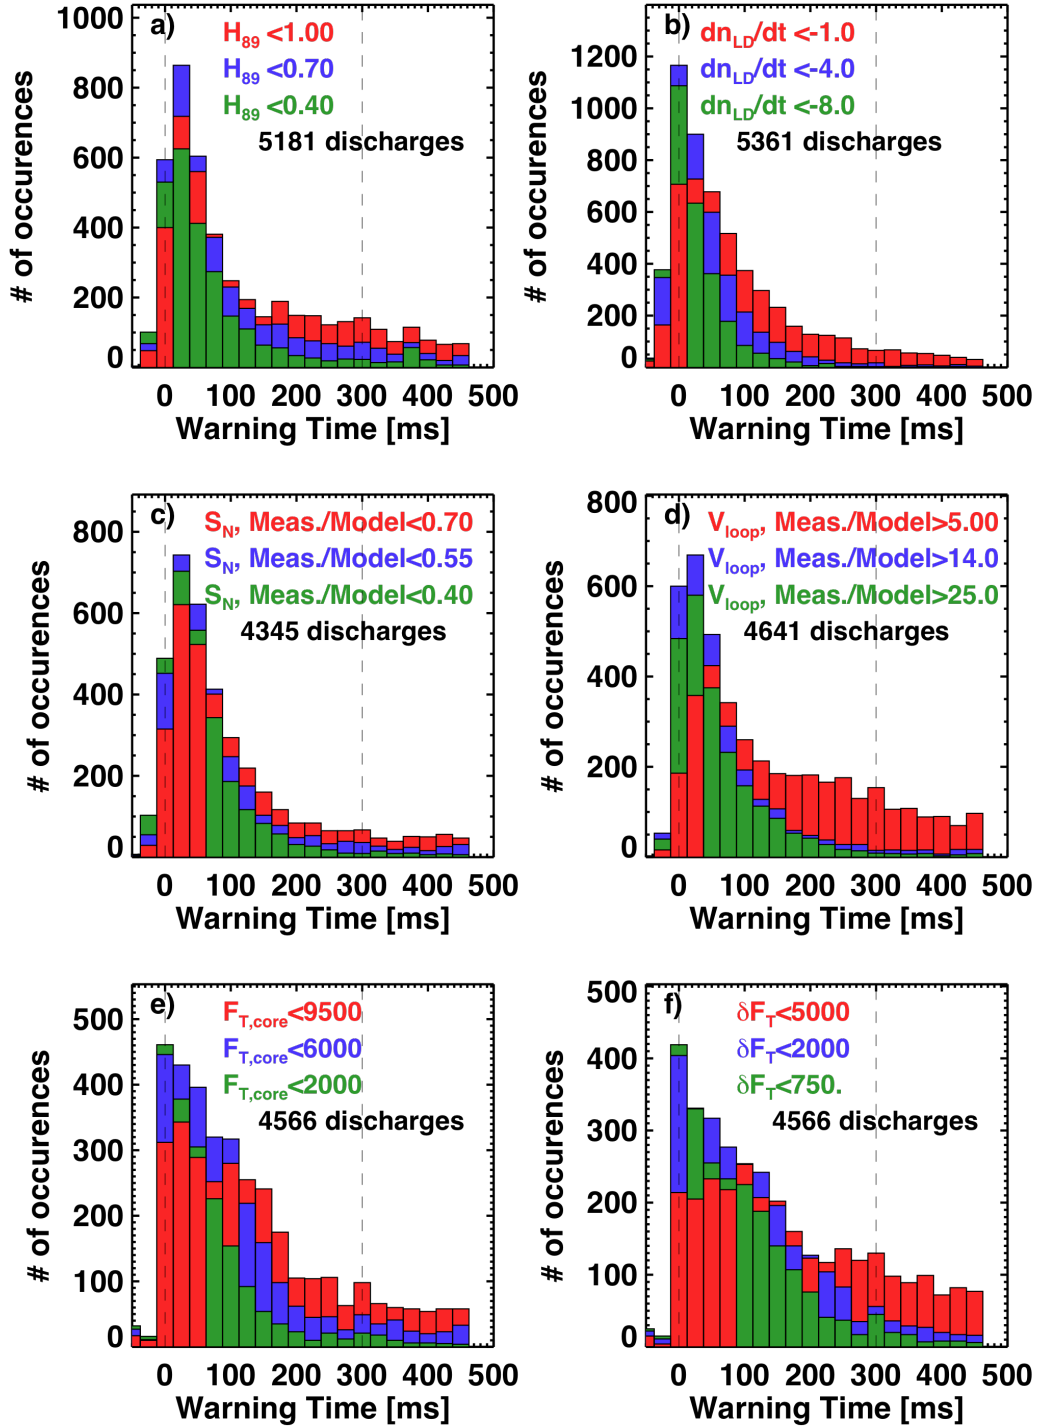 a)
H89 <1.00
H89 <0.70
H89 <0.40
5181 discharges
# of occurences
1000
800
600
400
200
0
0 100 200 300 400 500
Warning Time [ms]
b)
dnLD/dt <-1.0
dnLD/dt <-4.0
dnLD/dt <-8.0
5361 discharges
# of occurences
1200
1000
800
600
400
200
0
0 100 200 300 400 500
Warning Time [ms]
c)
SN, Meas./Model<0.70
SN, Meas./Model<0.55
SN, Meas./Model<0.40
4345 discharges
# of occurences
800
600
400
200
0
0 100 200 300 400 500
Warning Time [ms]
d)
Vloop, Meas./Model>5.00
Vloop, Meas./Model>14.0
Vloop, Meas./Model>25.0
4641 discharges
# of occurences
800
600
400
200
0
0 100 200 300 400 500
Warning Time [ms]
e)
FT,core<9500
FT,core<6000
FT,core<2000
4566 discharges
# of occurences
500
400
300
200
100
0
0 100 200 300 400 500
Warning Time [ms]
f)
δFT<5000
δFT<2000
δFT<750.
4566 discharges
# of occurences
500
400
300
200
100
0
0 100 200 300 400 500
Warning Time [ms]